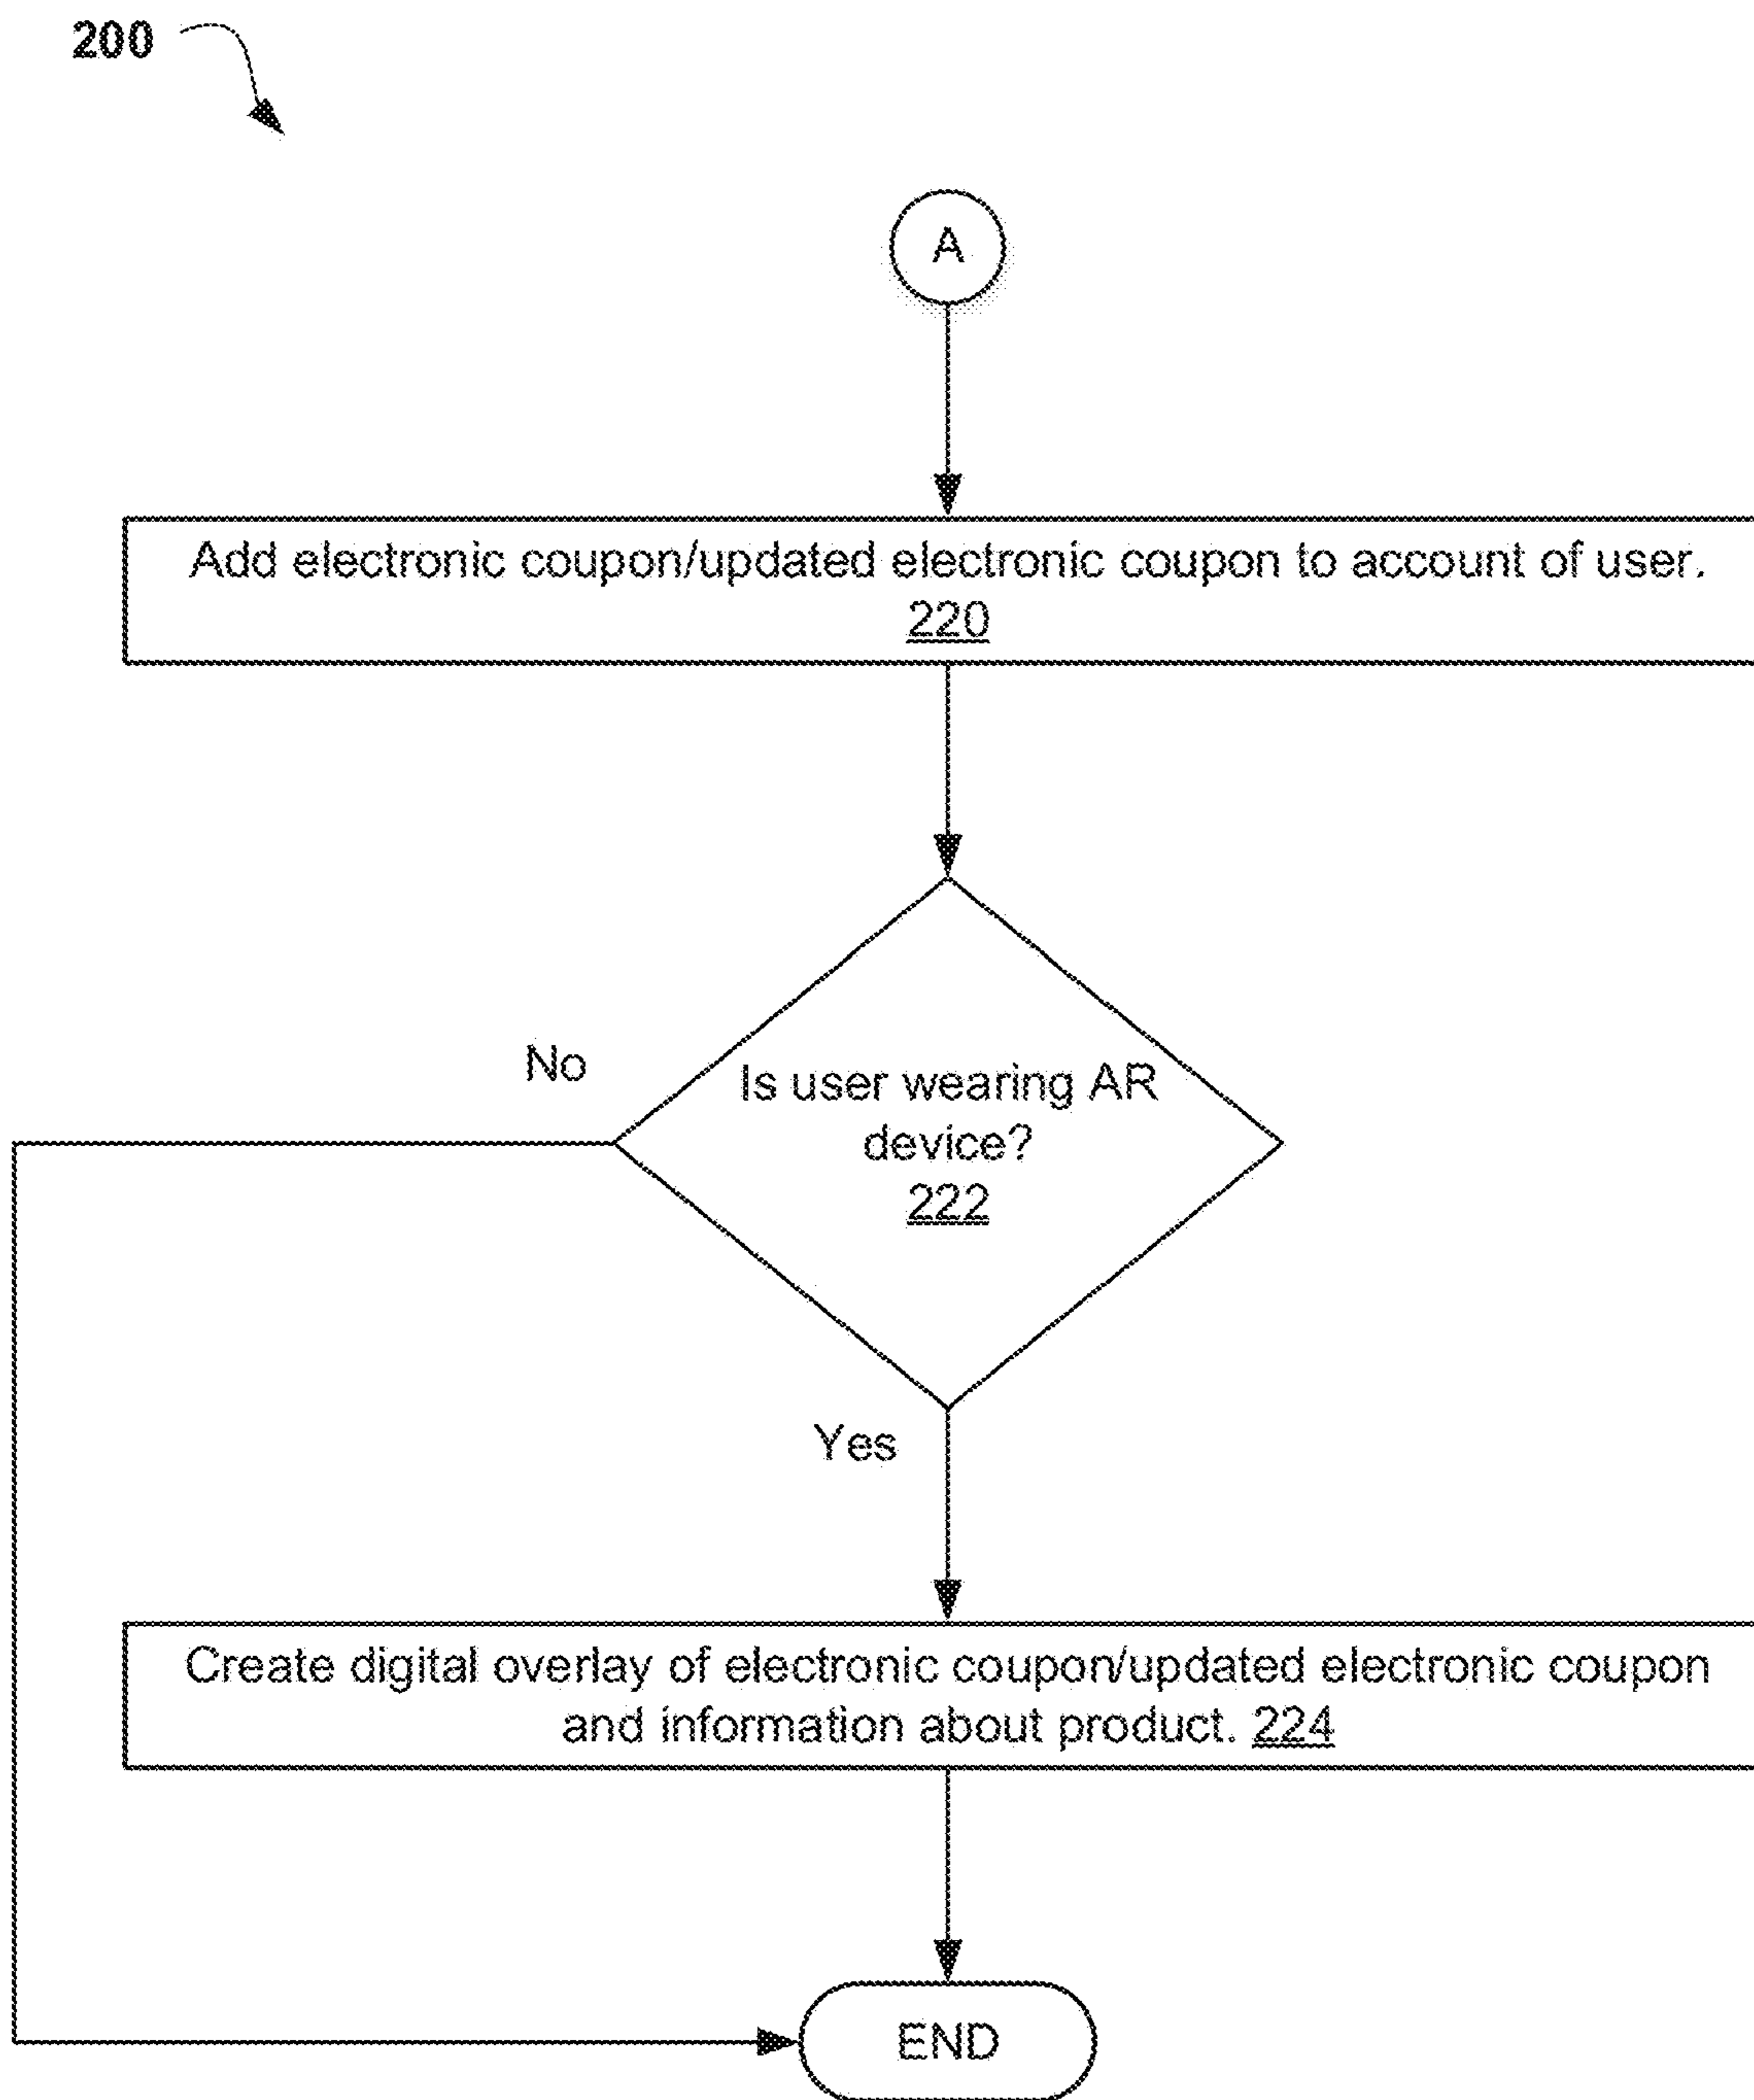 200
A
Add electronic coupon/updated electronic coupon to account of user.
220
No
Is user wearing AR
device?
222
Yes
Create digital overlay of electronic coupon/updated electronic coupon
and information about product. 224
END